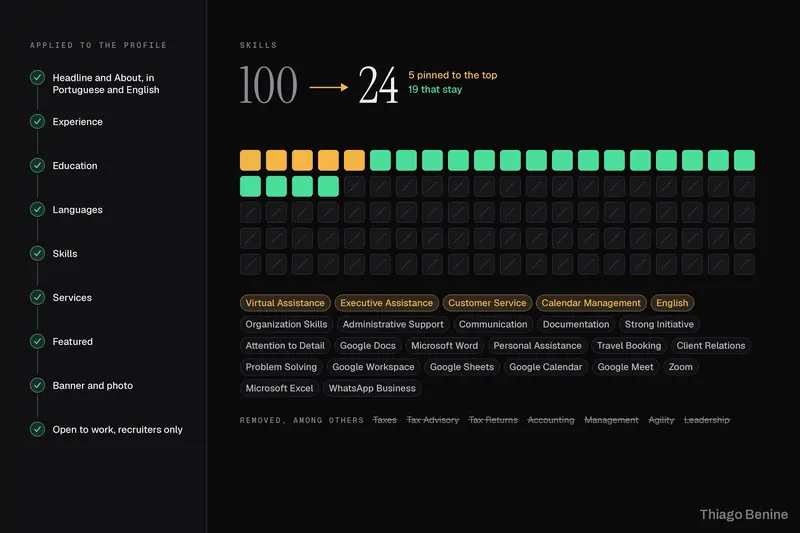 APPLIED TO THE PROFILE
Headline and About, in
Portuguese and English
Experience
Education
Languages
Skills
Services
Featured
Banner and photo
Open to work, recruiters only
SKILLS
100 → 24
5 pinned to the top
19 that stay
Virtual Assistance Executive Assistance Customer Service Calendar Management English
Organization Skills Administrative Support Communication Documentation Strong Initiative
Attention to Detail Google Docs Microsoft Word Personal Assistance Travel Booking Client Relations
Problem Solving Google Workspace Google Sheets Google Calendar Google Meet Zoom
Microsoft Excel WhatsApp Business
REMOVED, AMONG OTHERS Taxes Tax Advisory Tax Returns Accounting Management Agility Leadership
Thiago Benine